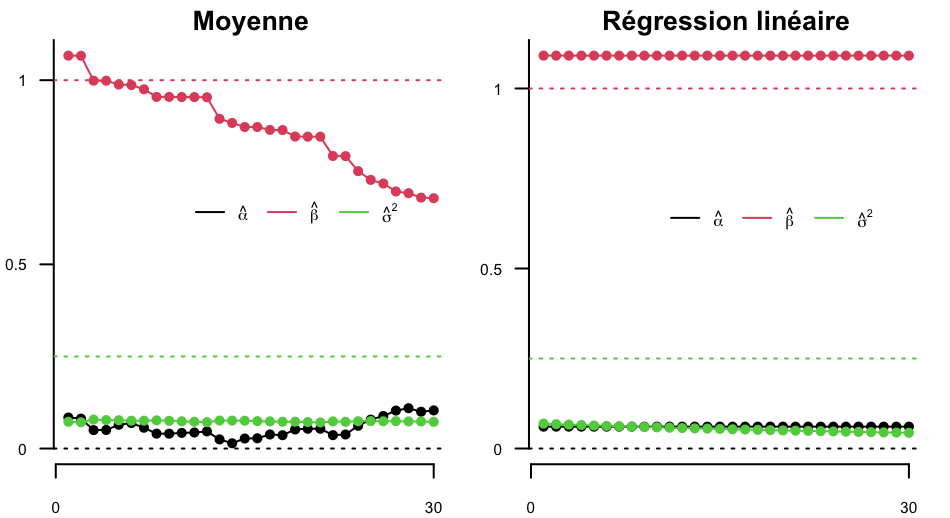 Moyenne
1
0.5
0
α̂ β̂ σ̂²
0 30
Régression linéaire
1
0.5
0
α̂ β̂ σ̂²
0 30